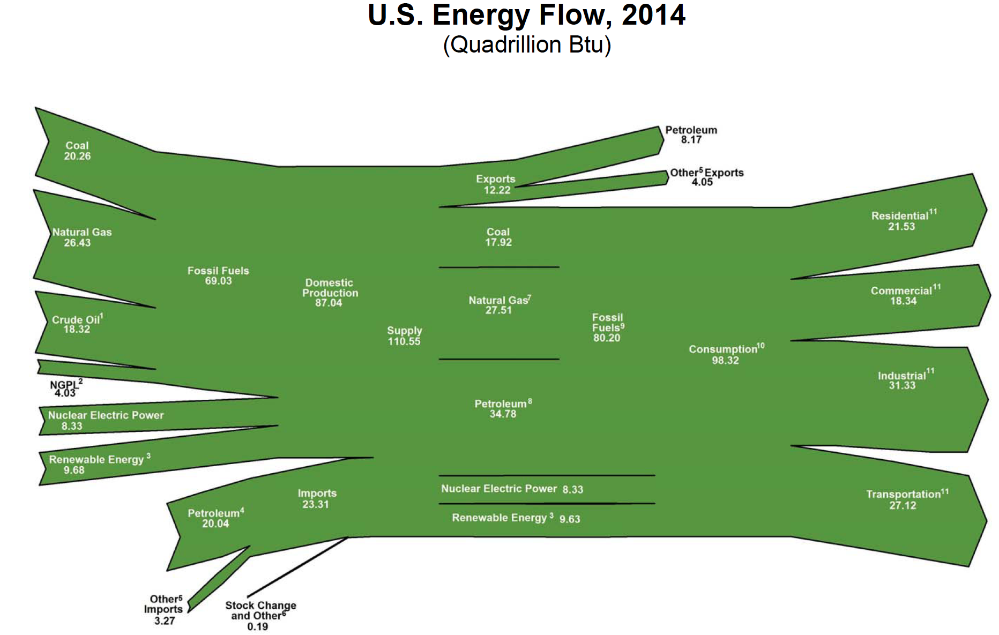 U.S. Energy Flow, 2014
(Quadrillion Btu)
Coal
20.26
Natural Gas
26.43
Crude Oil1
18.32
NGPL2
4.03
Nuclear Electric Power
8.33
Renewable Energy 3
9.68
Petroleum4
20.04
Other5
Imports
3.27
Stock Change
and Other6
0.19
Fossil Fuels
69.03
Domestic
Production
87.04
Imports
23.31
Supply
110.55
Exports
12.22
Petroleum
8.17
Other5 Exports
4.05
Coal
17.92
Natural Gas7
27.51
Petroleum8
34.78
Nuclear Electric Power 8.33
Renewable Energy 3 9.63
Fossil
Fuels9
80.20
Consumption10
98.32
Residential11
21.53
Commercial11
18.34
Industrial11
31.33
Transportation11
27.12